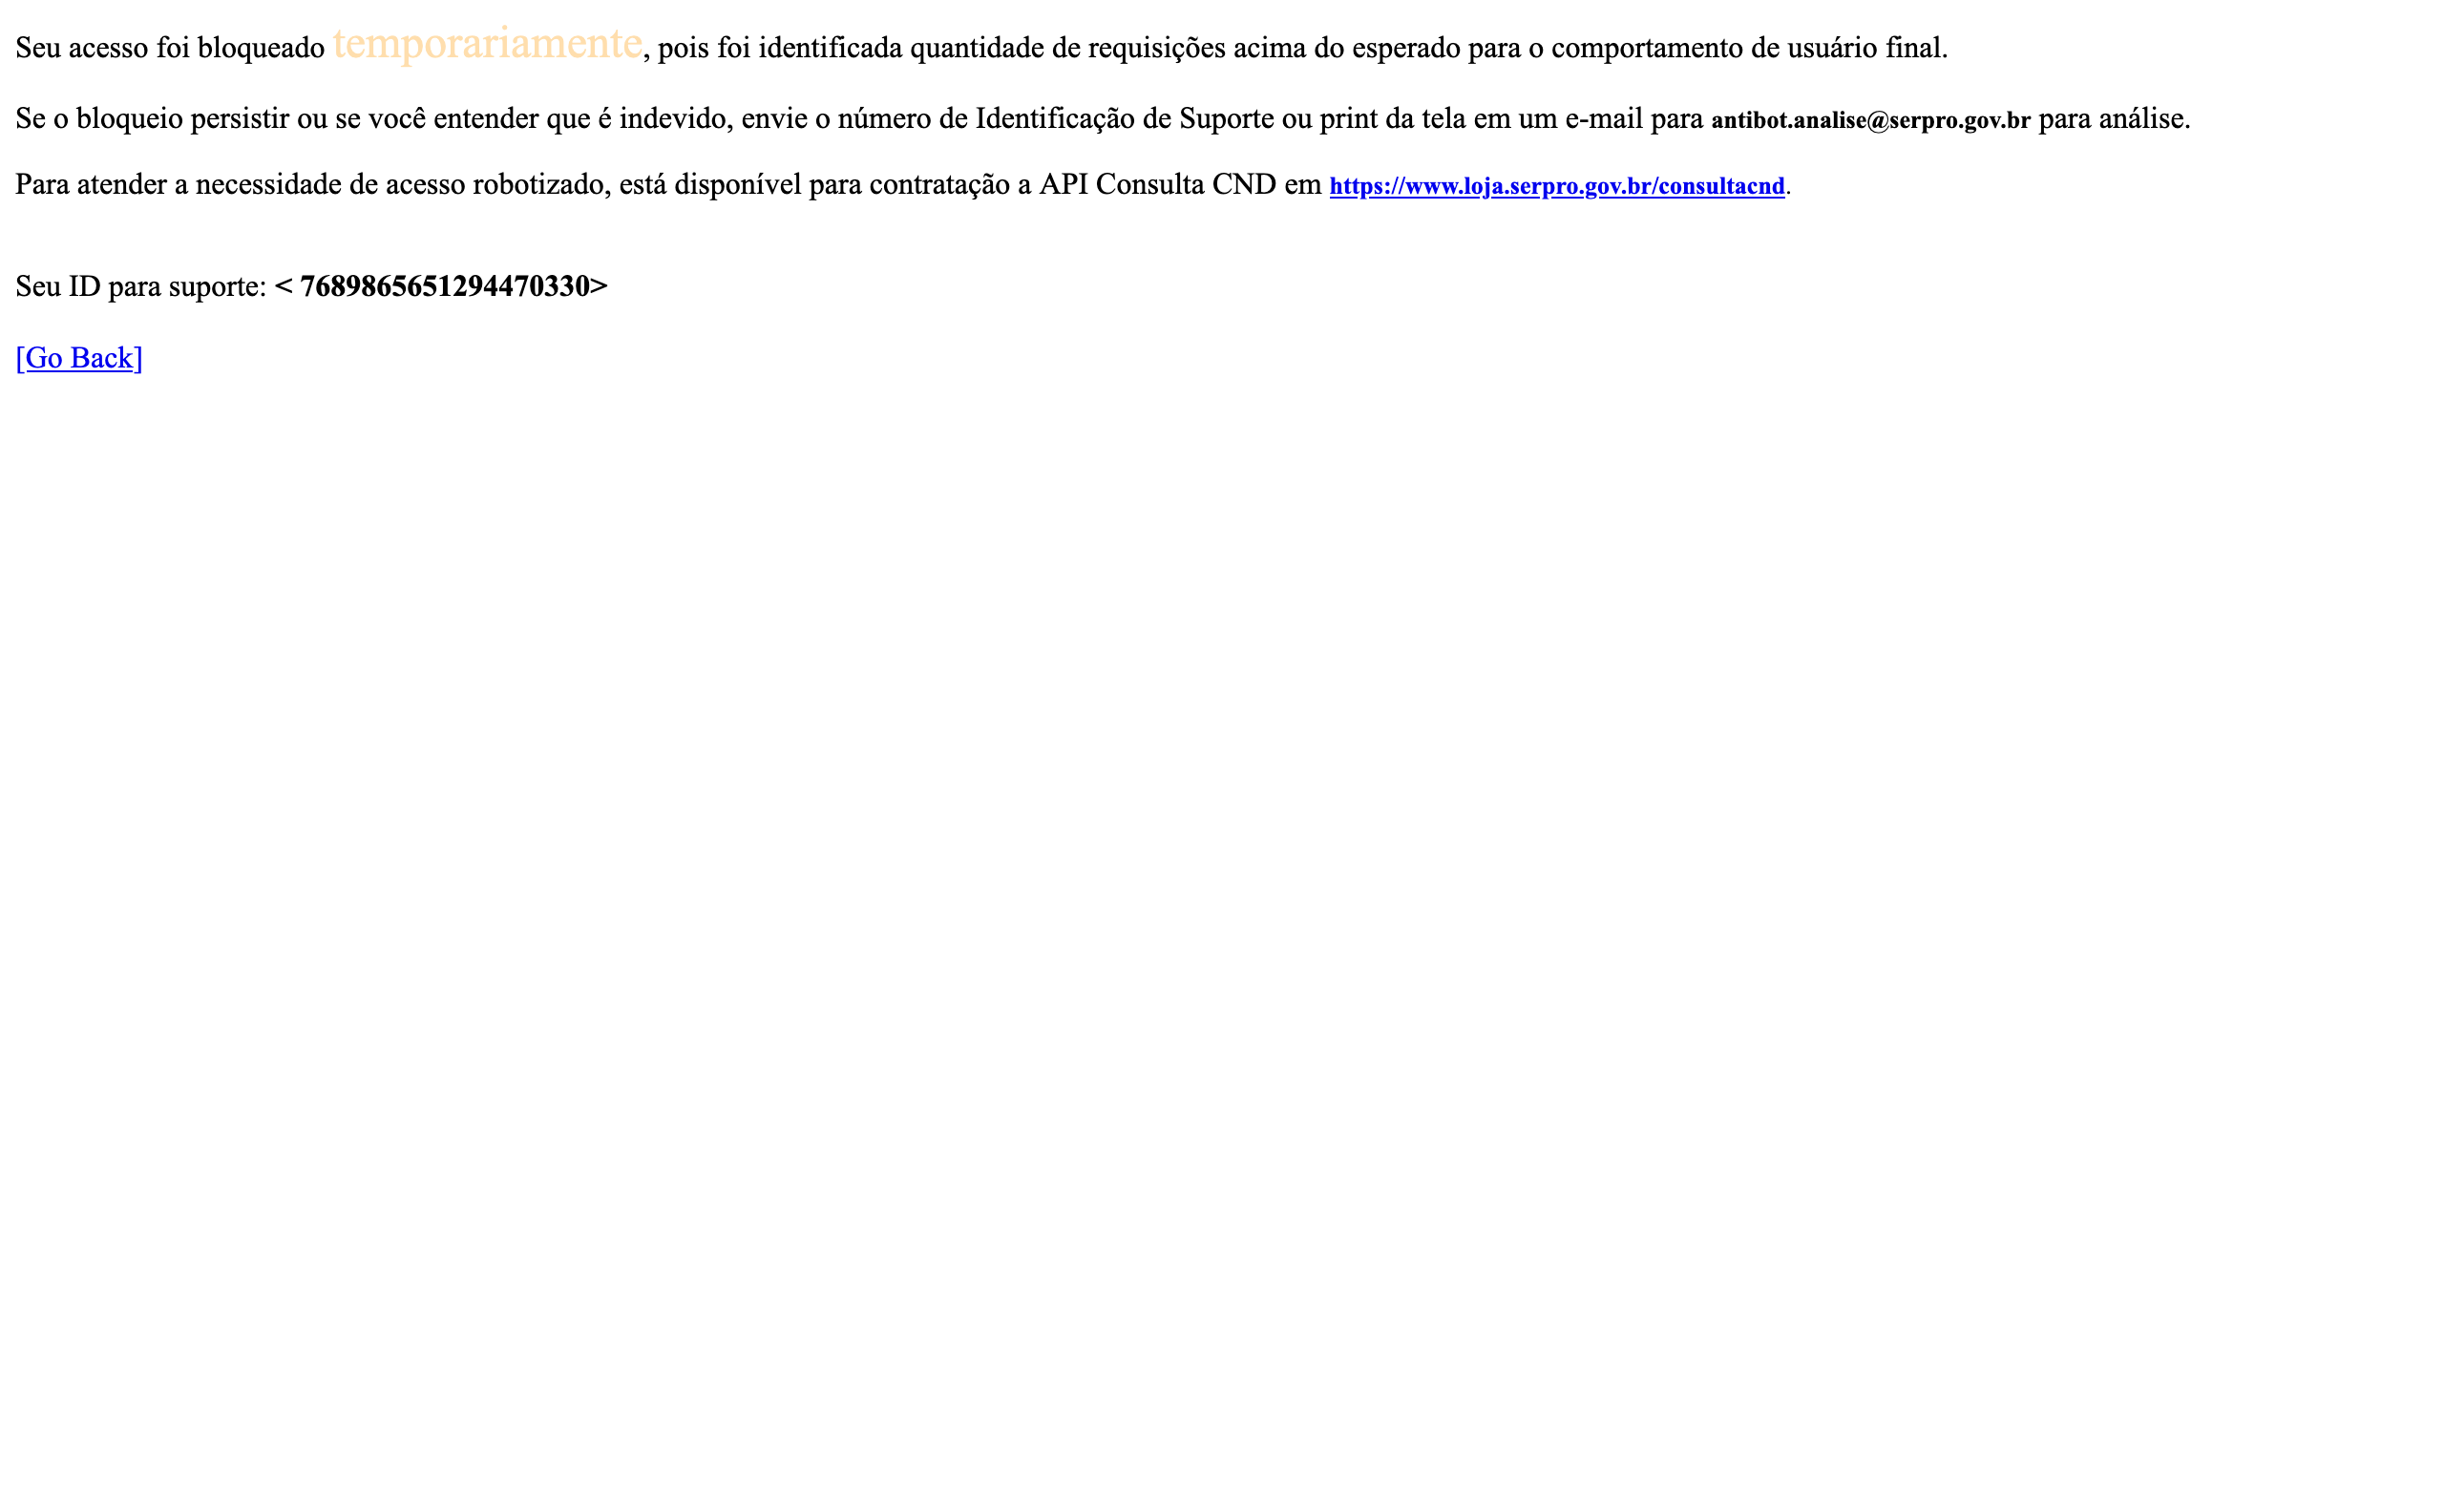 Seu acesso foi bloqueado temporariamente, pois foi identificada quantidade de requisições acima do esperado para o comportamento de usuário final.
Se o bloqueio persistir ou se você entender que é indevido, envie o número de Identificação de Suporte ou print da tela em um e-mail para antibot.analise@serpro.gov.br para análise.
Para atender a necessidade de acesso robotizado, está disponível para contratação a API Consulta CND em https://www.loja.serpro.gov.br/consultacnd.
Seu ID para suporte: < 7689865651294470330>
[Go Back]